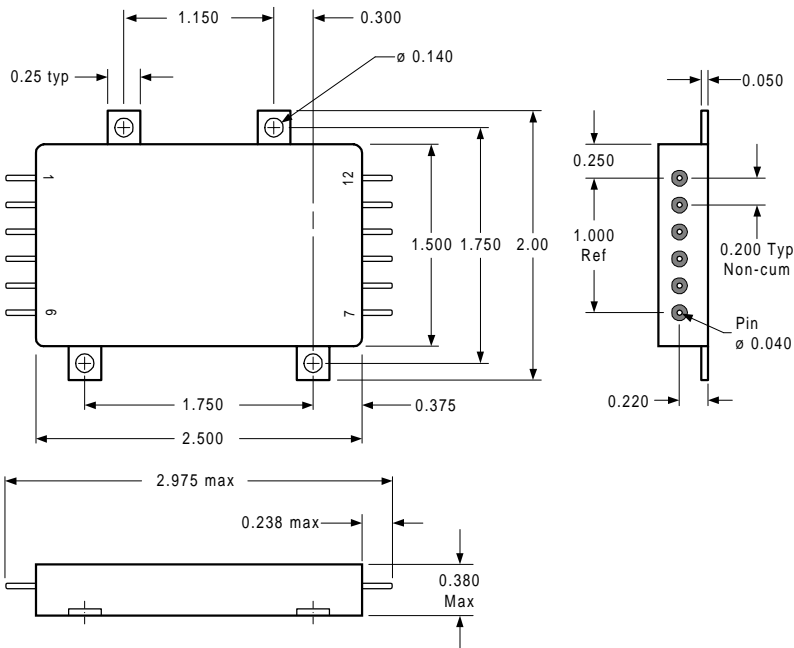 1.150
0.300
0.25 typ
ø 0.140
0.050
1
12
0.250
1.500
1.750
2.00
1.000
Ref
0.200 Typ
Non-cum
6
7
Pin
ø 0.040
1.750
0.375
0.220
2.500
2.975 max
0.238 max
0.380
Max